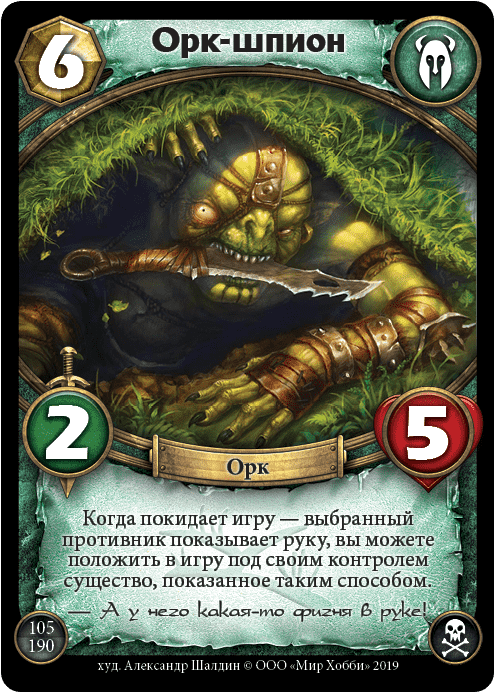 6
Орк-шпион
2
5
Орк
Когда покидает игру — выбранный
противник показывает руку, вы можете
положить в игру под своим контролем
существо, показанное таким способом.
— А у него какая-то фигня в руке!
105
190
худ. Александр Шалдин © ООО «Мир Хобби» 2019